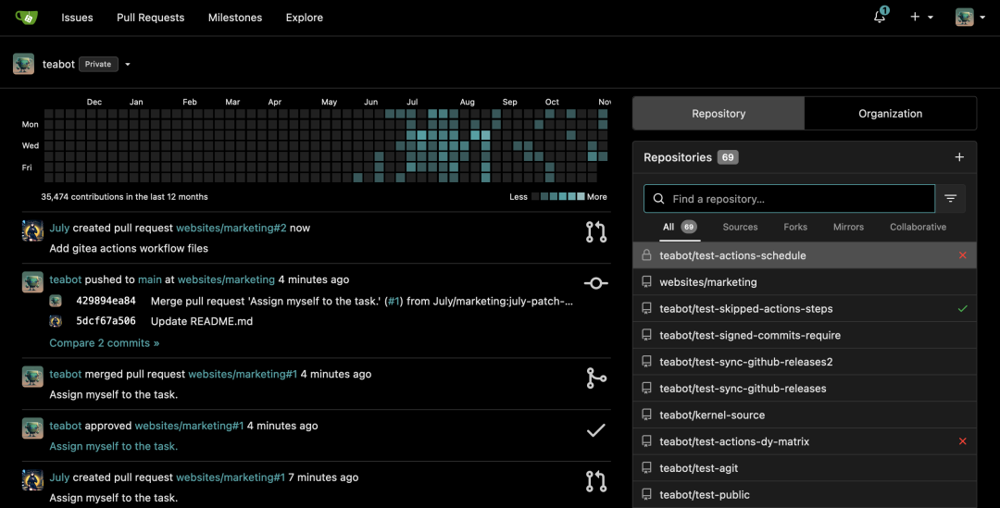 Issues Pull Requests Milestones Explore 1
teabot Private
Dec Jan Feb Mar Apr May Jun Jul Aug Sep Oct Nov
Mon
Wed
Fri
35,474 contributions in the last 12 months Less More
July created pull request websites/marketing#2 now
Add gitea actions workflow files
teabot pushed to main at websites/marketing 4 minutes ago
429894ea84 Merge pull request 'Assign myself to the task.' (#1) from July/marketing:july-patch-...
5dcf67a506 Update README.md
Compare 2 commits »
teabot merged pull request websites/marketing#1 4 minutes ago
Assign myself to the task.
teabot approved websites/marketing#1 4 minutes ago
Assign myself to the task.
July created pull request websites/marketing#1 7 minutes ago
Assign myself to the task.
Repository Organization
Repositories 69
Find a repository...
All 69 Sources Forks Mirrors Collaborative
teabot/test-actions-schedule
websites/marketing
teabot/test-skipped-actions-steps
teabot/test-signed-commits-require
teabot/test-sync-github-releases2
teabot/test-sync-github-releases
teabot/kernel-source
teabot/test-actions-dy-matrix
teabot/test-agit
teabot/test-public